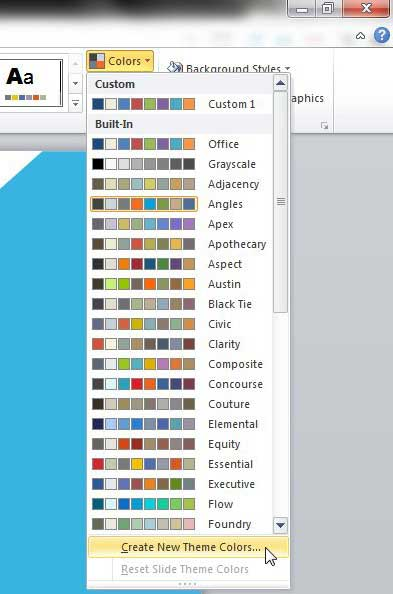 Colors
Aa
Background Styles
aphics
Custom
Custom 1
Built-In
Office
Grayscale
Adjacency
Angles
Apex
Apothecary
Aspect
Austin
Black Tie
Civic
Clarity
Composite
Concourse
Couture
Elemental
Equity
Essential
Executive
Flow
Foundry
Create New Theme Colors...
Reset Slide Theme Colors